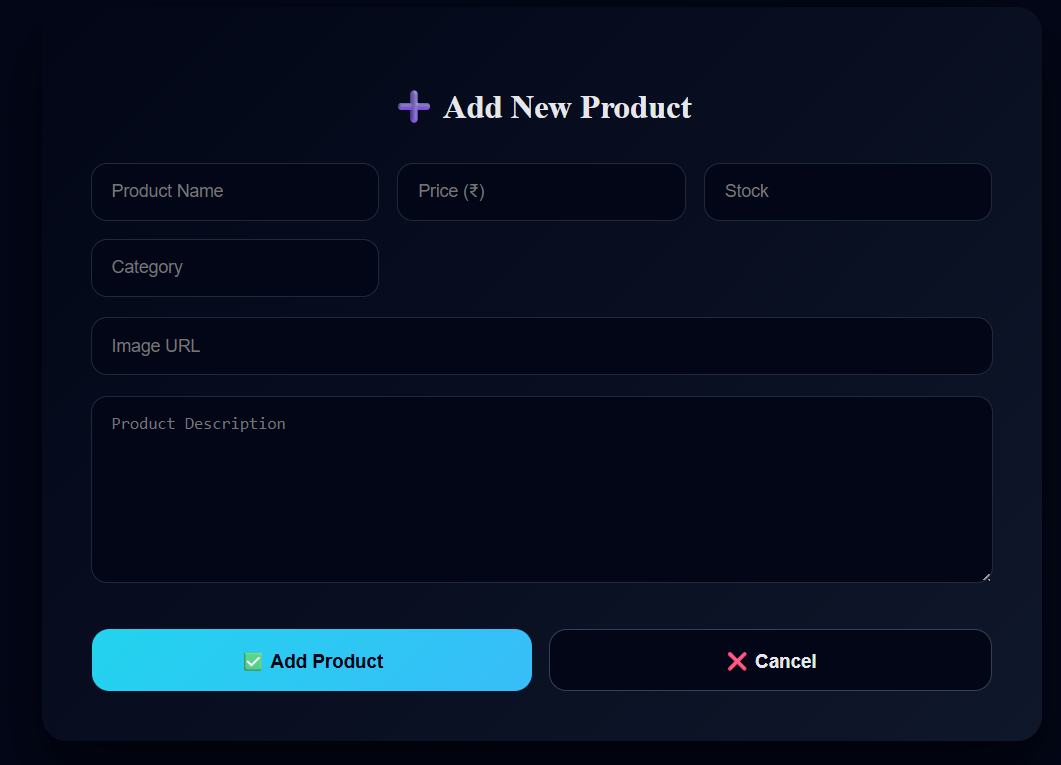 ➕ Add New Product
Product Name
Price (₹)
Stock
Category
Image URL
Product Description
✅ Add Product
❌ Cancel